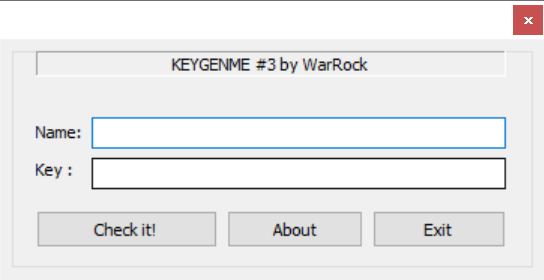 KEYGENME #3 by WarRock
Name:
Key :
Check it! About Exit